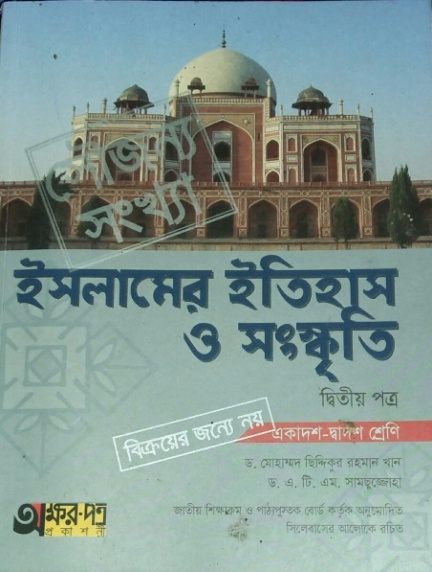 সৌজন্য
সংখ্যা
ইসলামের ইতিহাস
ও সংস্কৃতি
দ্বিতীয় পত্র
বিক্রয়ের জন্যে নয়
একাদশ-দ্বাদশ শ্রেণি
ড. মোহাম্মদ ছিদ্দিকুর রহমান খান
ড. এ. টি. এম. সামছুজ্জোহা
অক্ষর-পত্র
প্রকাশনী
জাতীয় শিক্ষাক্রম ও পাঠ্যপুস্তক বোর্ড কর্তৃক অনুমোদিত
সিলেবাসের আলোকে রচিত